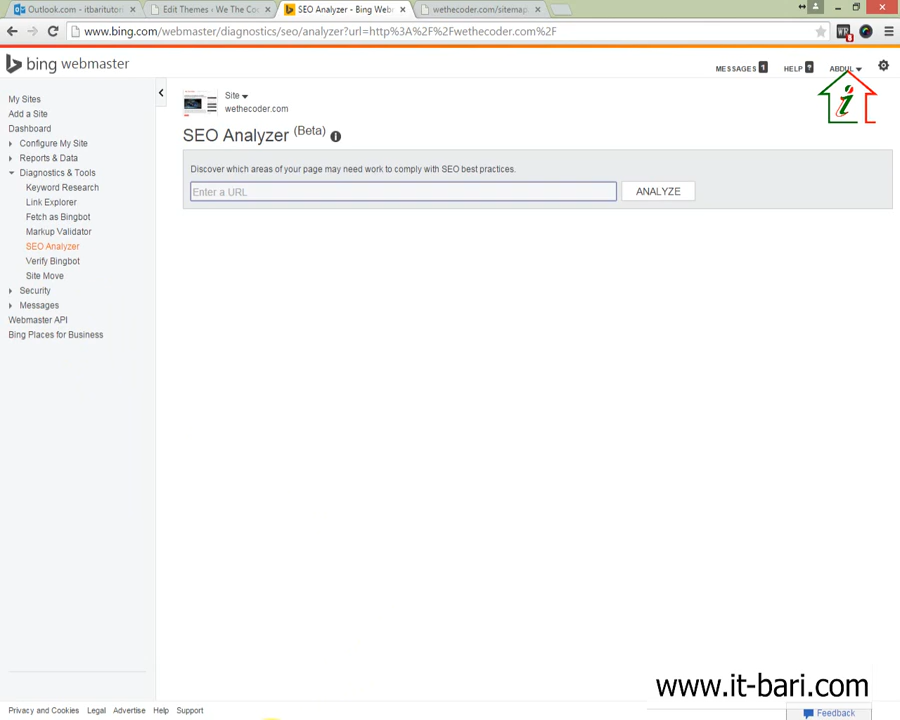 Outlook.com - itbaritutori
Edit Themes ‹ We The Co
SEO Analyzer - Bing Web
wethecoder.com/sitemap.
www.bing.com/webmaster/diagnostics/seo/analyzer?url=http%3A%2F%2Fwethecoder.com%2F
bing webmaster
MESSAGES 1
HELP ?
ABDUL
My Sites
Add a Site
Dashboard
Configure My Site
Reports & Data
Diagnostics & Tools
Keyword Research
Link Explorer
Fetch as Bingbot
Markup Validator
SEO Analyzer
Verify Bingbot
Site Move
Security
Messages
Webmaster API
Bing Places for Business
Site
wethecoder.com
SEO Analyzer (Beta)
Discover which areas of your page may need work to comply with SEO best practices.
Enter a URL
ANALYZE
www.it-bari.com
Privacy and Cookies Legal Advertise Help Support
Feedback